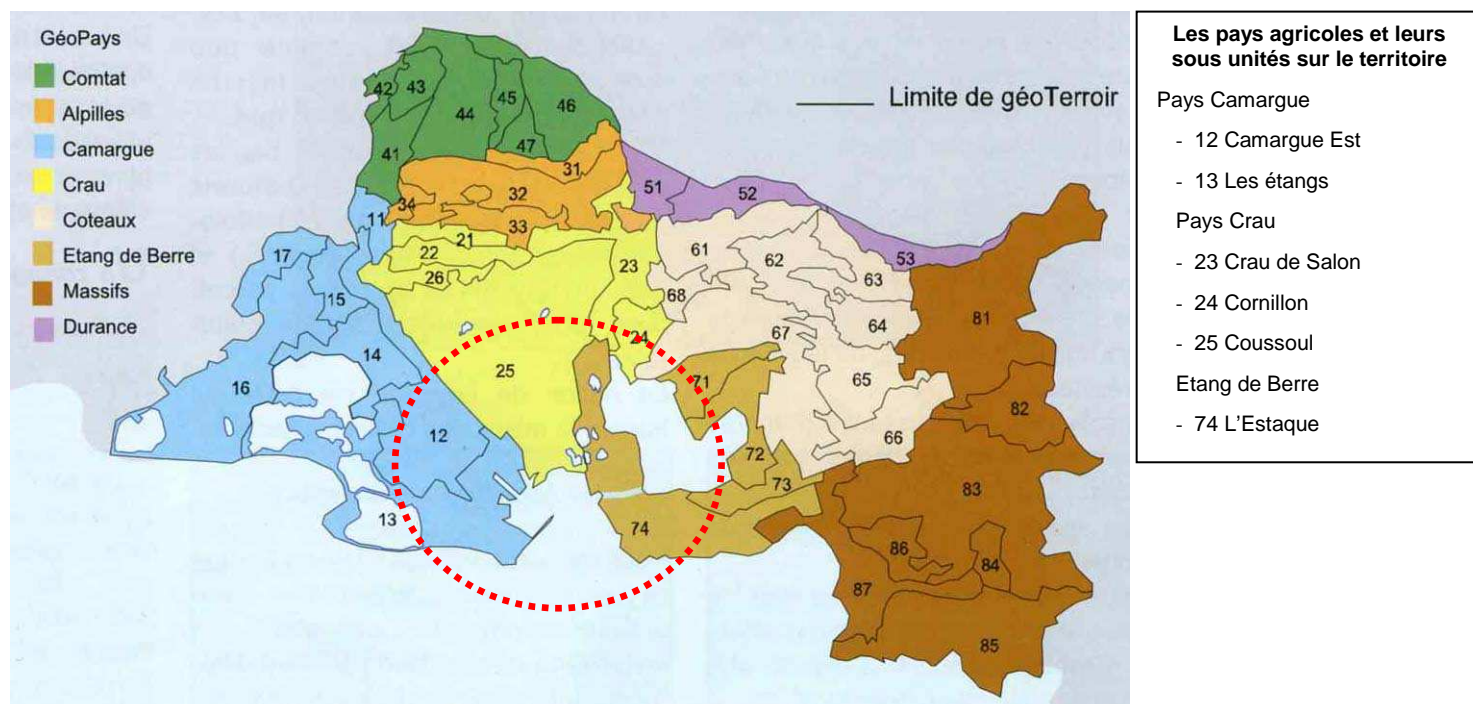 GéoPays
Comtat
Alpilles
Camargue
Crau
Coteaux
Etang de Berre
Massifs
Durance
Limite de géoTerroir
42
43
44
45
46
47
41
31
32
34
33
51
52
53
11
21
22
26
23
24
25
17
15
14
16
12
13
61
62
63
68
67
64
65
66
71
72
73
74
81
82
83
86
84
87
85
Les pays agricoles et leurs
sous unités sur le territoire
Pays Camargue
- 12 Camargue Est
- 13 Les étangs
Pays Crau
- 23 Crau de Salon
- 24 Cornillon
- 25 Coussoul
Etang de Berre
- 74 L'Estaque